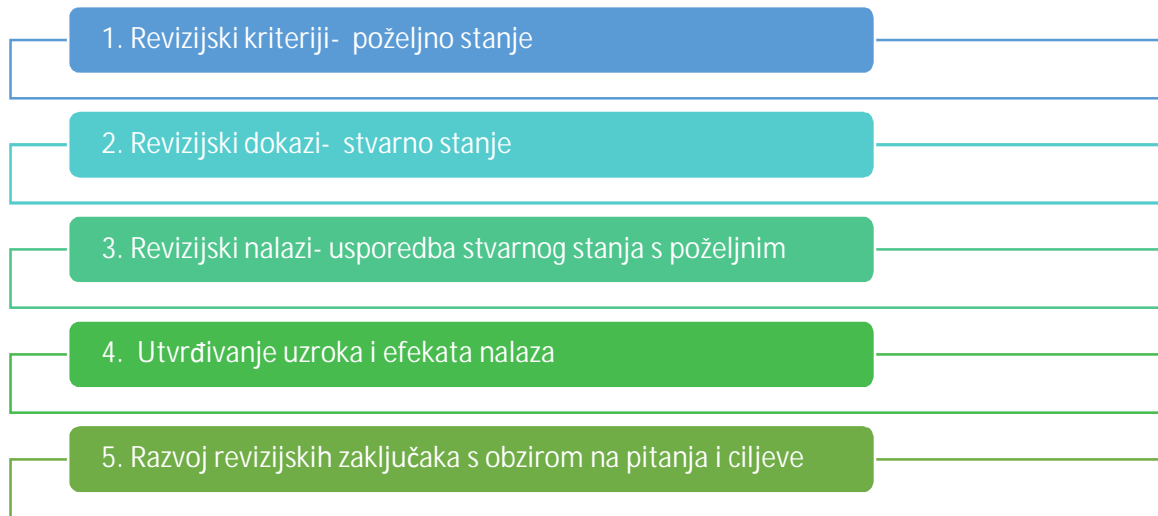 1. Revizijski kriteriji- poželjno stanje
2. Revizijski dokazi- stvarno stanje
3. Revizijski nalazi- usporedba stvarnog stanja s poželjnim
4. Utvrđivanje uzroka i efekata nalaza
5. Razvoj revizijskih zaključaka s obzirom na pitanja i ciljeve